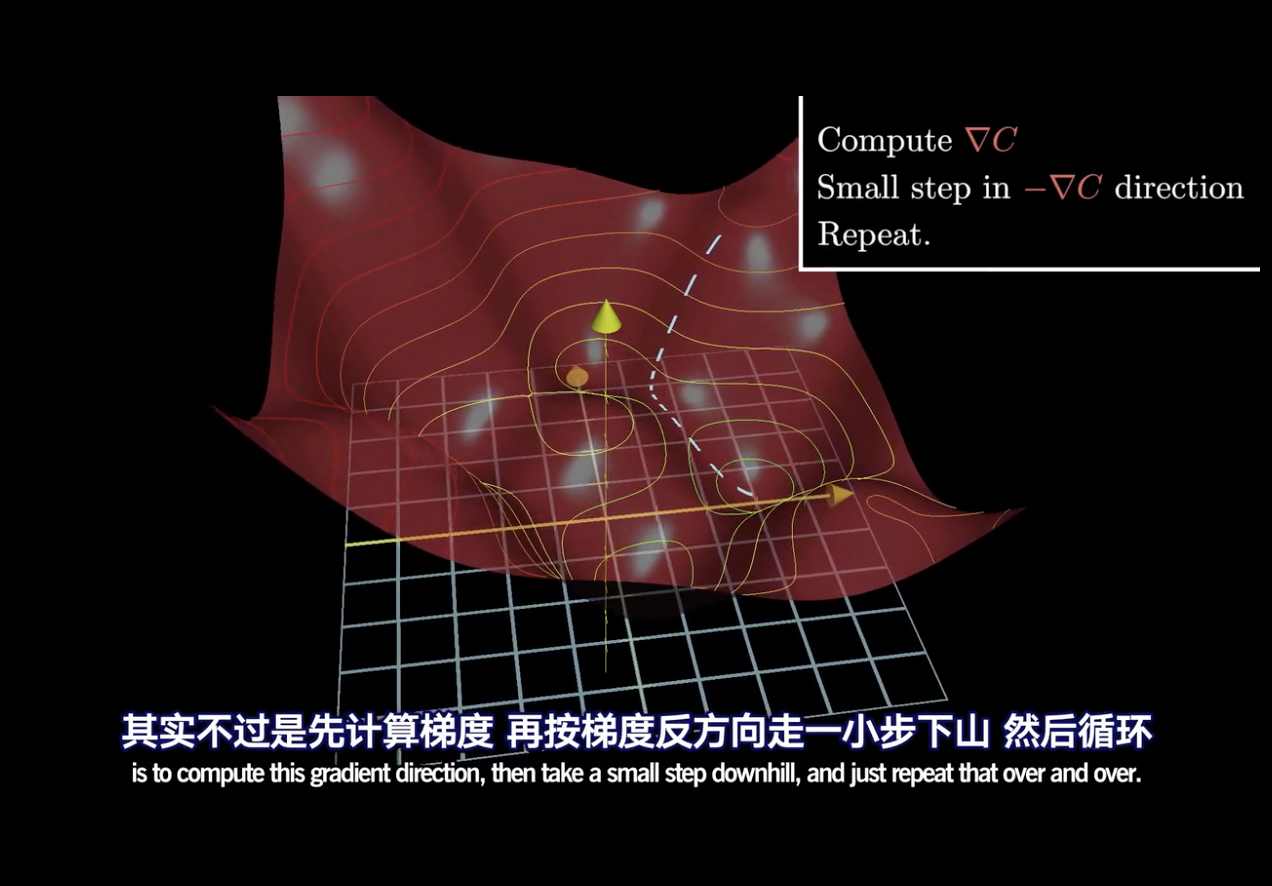 Compute ∇C
Small step in −∇C direction
Repeat.
其实不过是先计算梯度 再按梯度反方向走一小步下山 然后循环
is to compute this gradient direction, then take a small step downhill, and just repeat that over and over.